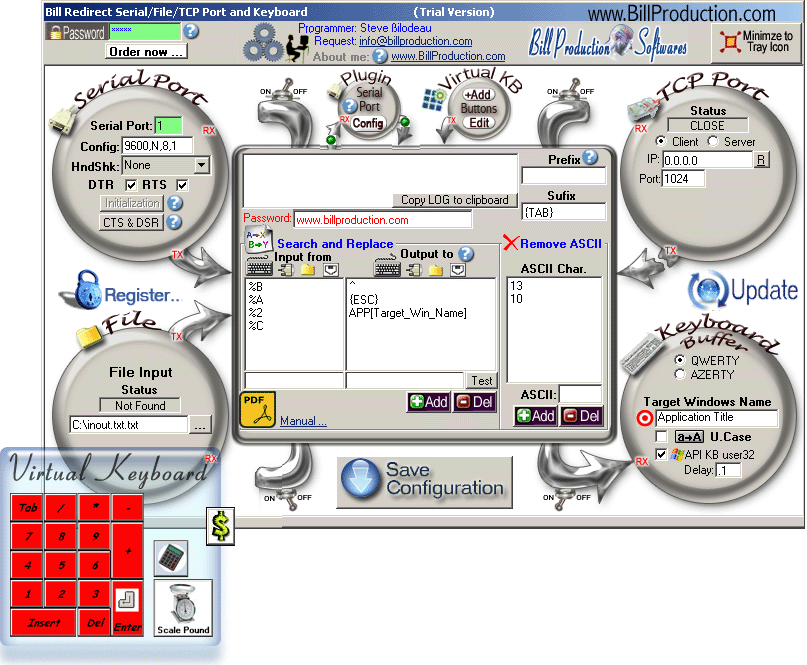 Bill Redirect Serial/File/TCP Port and Keyboard (Trial Version) www.BillProduction.com
Password *****
Order now ...
Programmer: Steve ßilodeau
Request: info@billproduction.com
About me: ? www.BillProduction.com
Bill Production Softwares
Minimze to
Tray Icon
Serial Port
Serial Port: 1
RX
Config: 9600,N,8,1
HndShk: None
DTR RTS
Initialization ?
CTS & DSR ?
TX
ON OFF
Plugin
Serial
? Port
RX Config
Virtual KB
+Add
Buttons
Edit
TX
ON OFF
TCP Port
Status
RX
CLOSE
Client Server
IP: 0.0.0.0 R
Port: 1024
TX
Copy LOG to clipboard
Prefix ?
Sufix
{TAB}
Password: www.billproduction.com
A→X
B→Y
Search and Replace
Input from
Output to ?
%B
%A
%2
%C
^
{ESC}
APP[Target_Win_Name]
Test
Add Del
PDF
Manual ...
Remove ASCII
ASCII Char.
13
10
ASCII:
Add Del
Register..
Update
File
TX
File Input
Status
Not Found
C:\inout.txt.txt ...
RX
Keyboard
Buffer
QWERTY
AZERTY
Target Windows Name
Application Title
a→A U.Case
API KB user32
Delay: .1
RX
ON OFF
Save
Configuration
ON OFF
Virtual Keyboard
Tab / * -
7 8 9
+
4 5 6
1 2 3
Insert Del Enter
$
Scale Pound